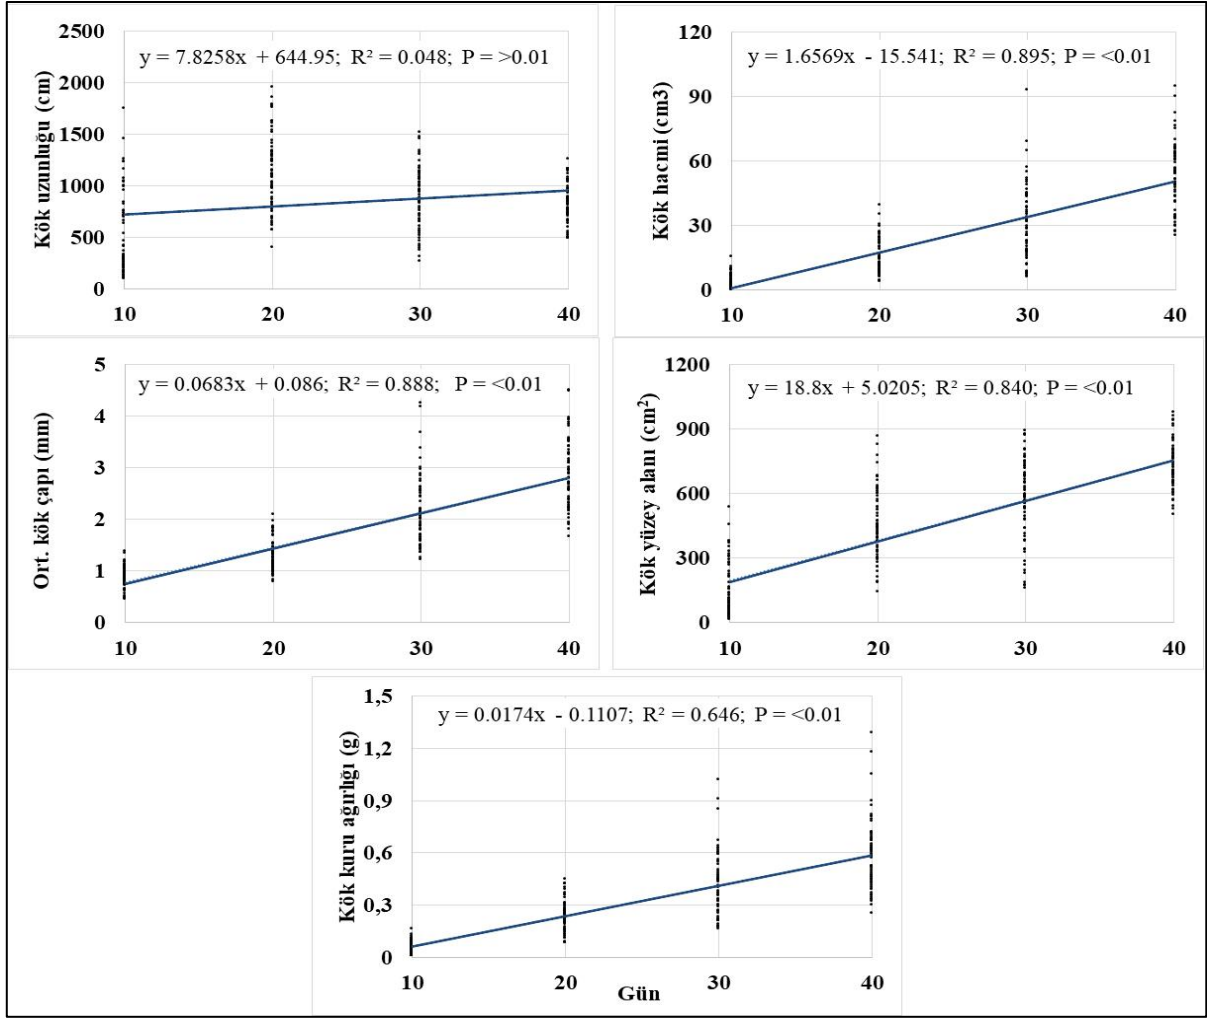 y = 7.8258x + 644.95; R² = 0.048; P = >0.01
Kök uzunluğu (cm)
2500
2000
1500
1000
500
0
10 20 30 40
y = 1.6569x - 15.541; R² = 0.895; P = <0.01
Kök hacmi (cm3)
120
90
60
30
0
10 20 30 40
y = 0.0683x + 0.086; R² = 0.888; P = <0.01
Ort. kök çapı (mm)
5
4
3
2
1
0
10 20 30 40
y = 18.8x + 5.0205; R² = 0.840; P = <0.01
Kök yüzey alanı (cm²)
1200
900
600
300
0
10 20 30 40
y = 0.0174x - 0.1107; R² = 0.646; P = <0.01
Kök kuru ağırlığı (g)
1,5
1,2
0,9
0,6
0,3
0
10 20 30 40
Gün